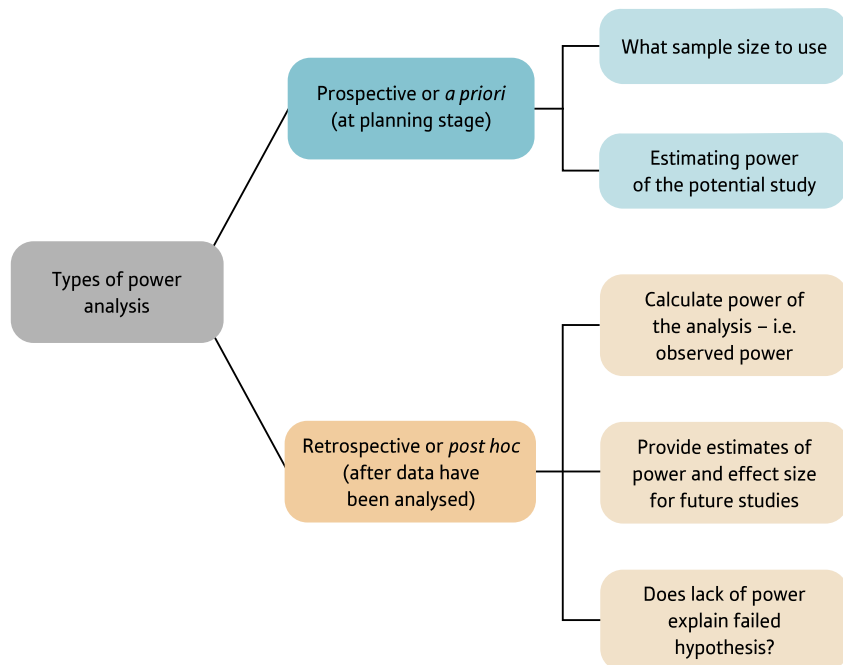 Types of power
analysis
Prospective or a priori
(at planning stage)
What sample size to use
Estimating power
of the potential study
Retrospective or post hoc
(after data have
been analysed)
Calculate power of
the analysis – i.e.
observed power
Provide estimates of
power and effect size
for future studies
Does lack of power
explain failed
hypothesis?